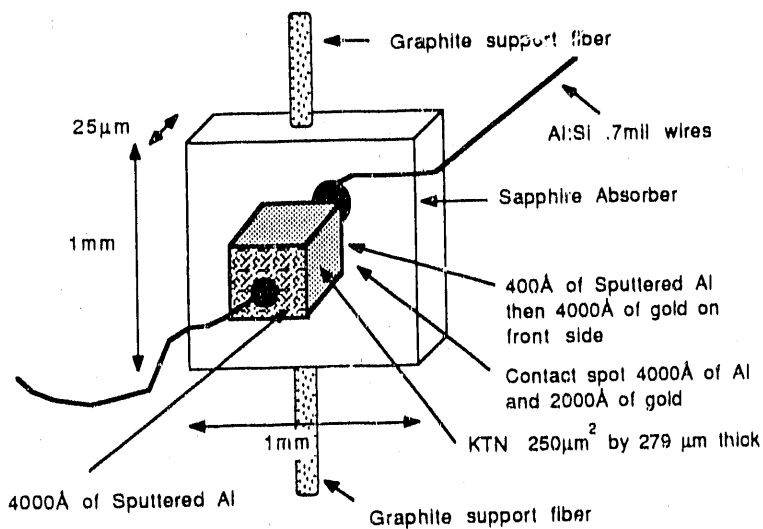 Graphite support fiber
25μm
Al:Si .7mil wires
Sapphire Absorber
1mm
400Å of Sputtered Al
then 4000Å of gold on
front side
Contact spot 4000Å of Al
and 2000Å of gold
1mm
KTN 250μm² by 279 μm thick
4000Å of Sputtered Al
Graphite support fiber